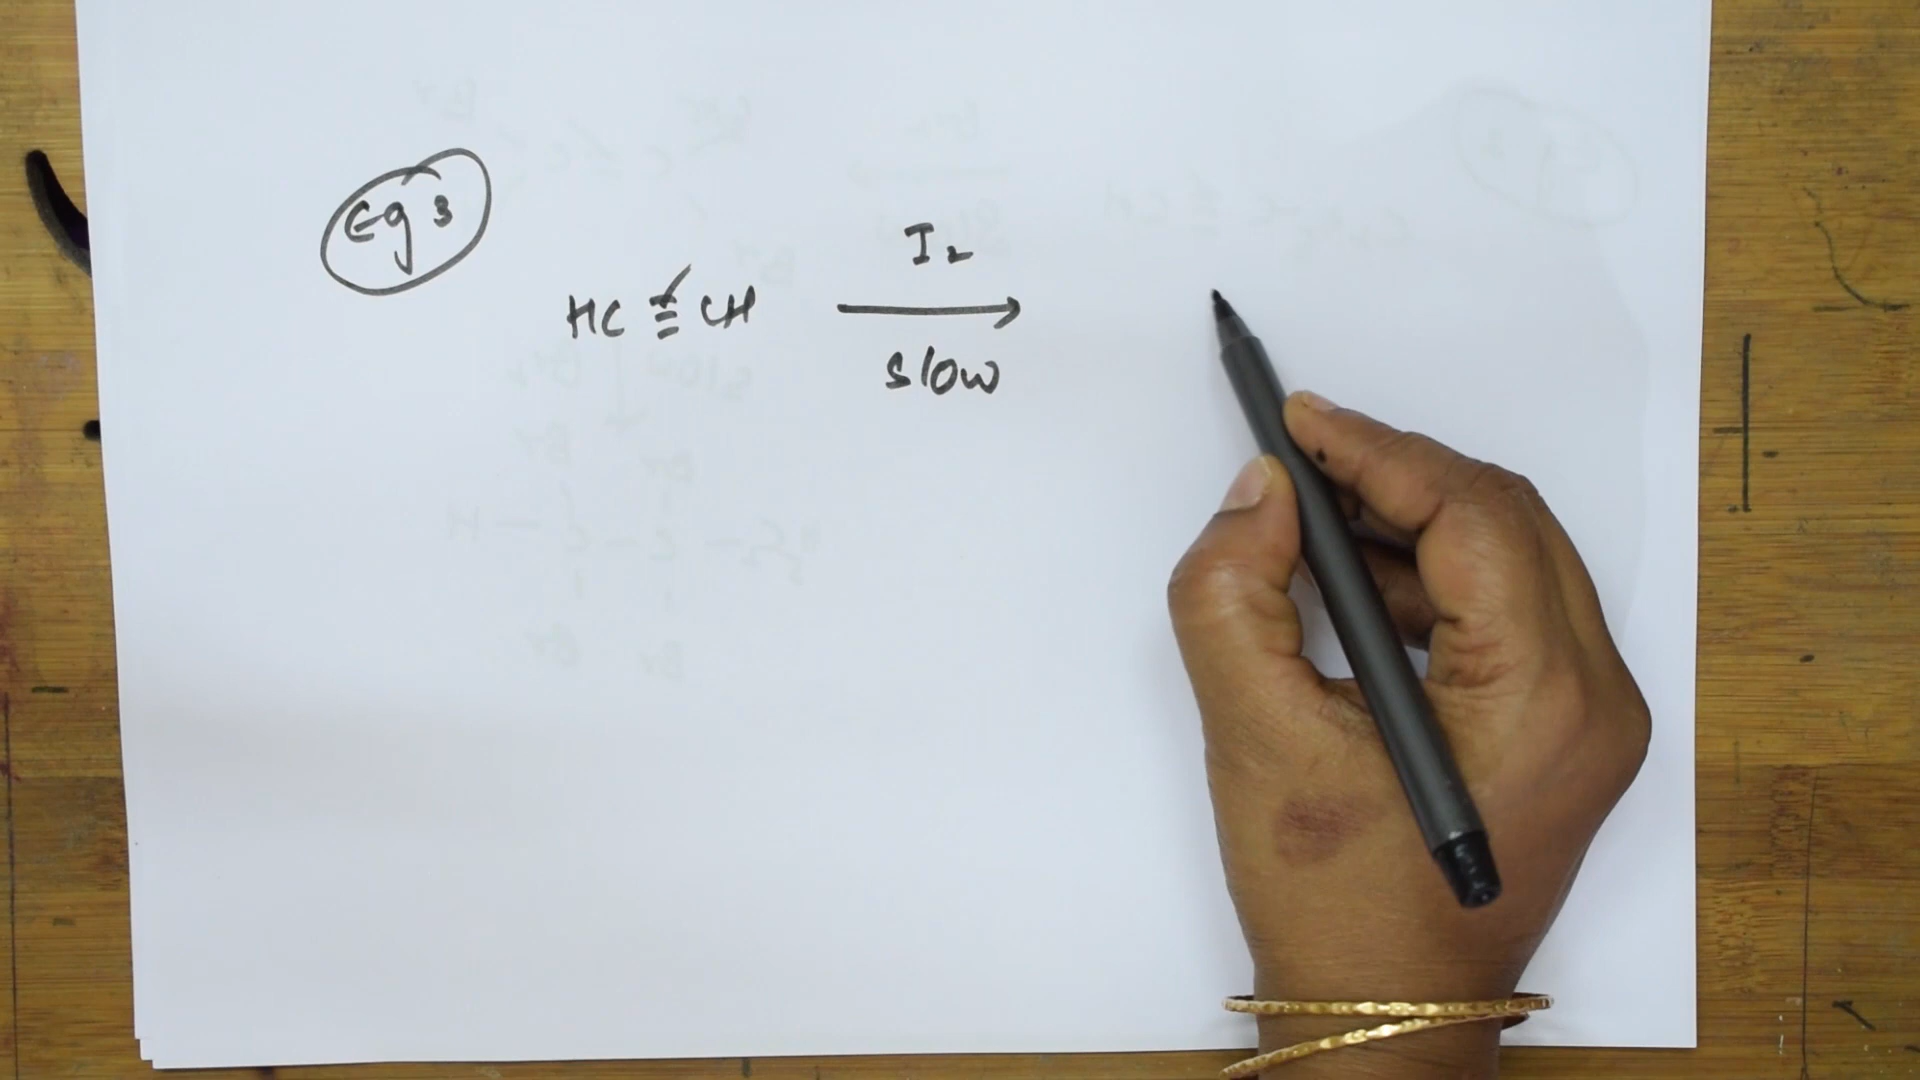 Eg 3
I₂
HC ≡ CH ⟶
Slow